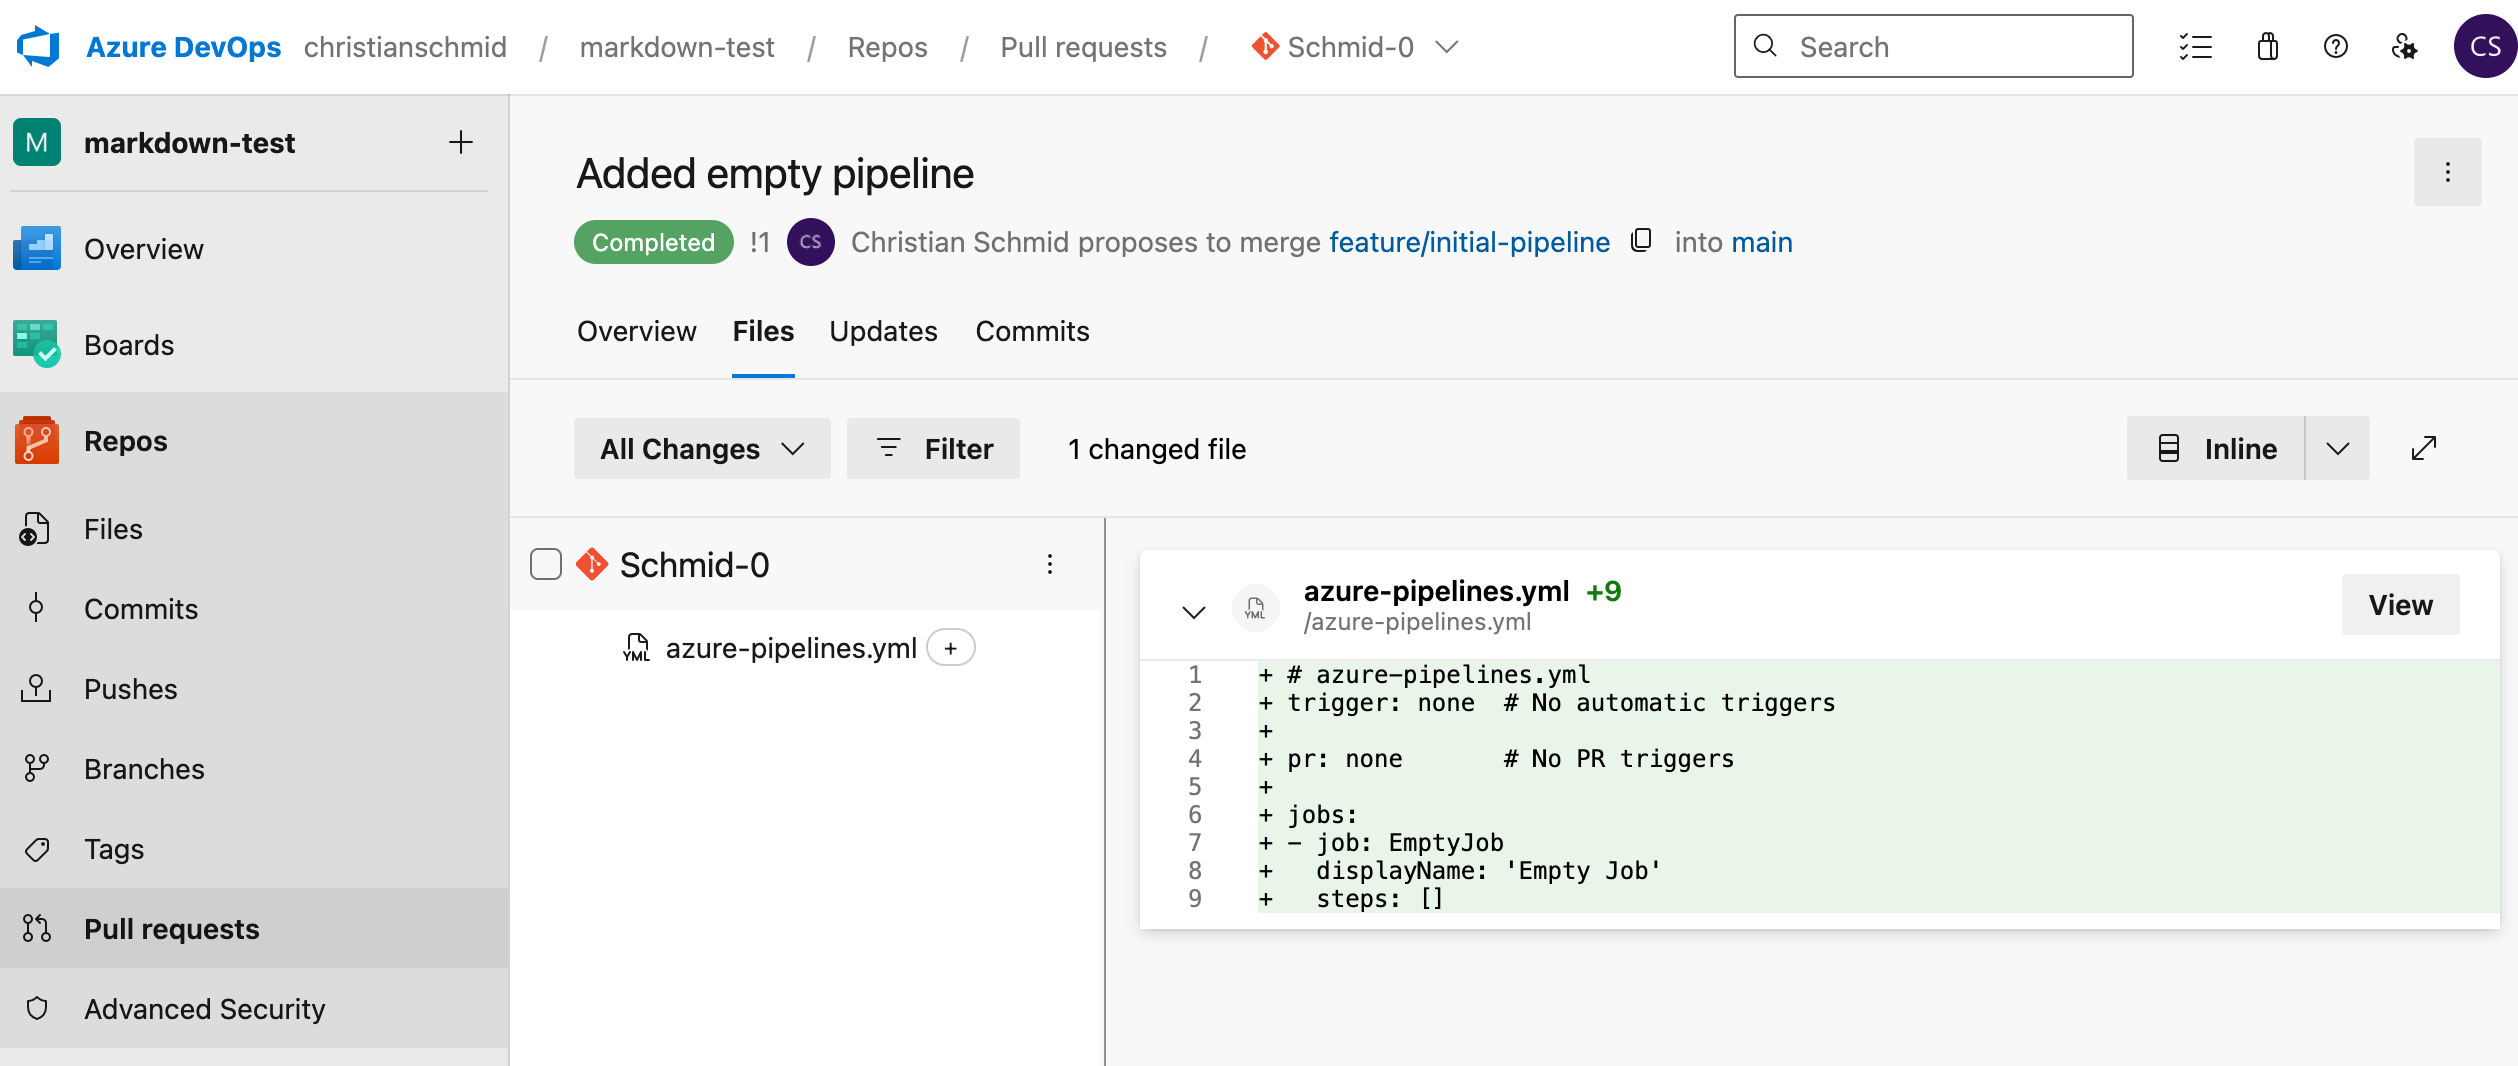 Azure DevOps christianschmid / markdown-test / Repos / Pull requests / Schmid-0
Search
CS
M markdown-test
Overview
Boards
Repos
Files
Commits
Pushes
Branches
Tags
Pull requests
Advanced Security
Added empty pipeline
Completed !1 CS Christian Schmid proposes to merge feature/initial-pipeline into main
Overview Files Updates Commits
All Changes Filter 1 changed file Inline
Schmid-0
YML azure-pipelines.yml +
YML azure-pipelines.yml +9
/azure-pipelines.yml
View
1 + # azure-pipelines.yml
2 + trigger: none  # No automatic triggers
3 +
4 + pr: none       # No PR triggers
5 +
6 + jobs:
7 + - job: EmptyJob
8 +   displayName: 'Empty Job'
9 +   steps: []